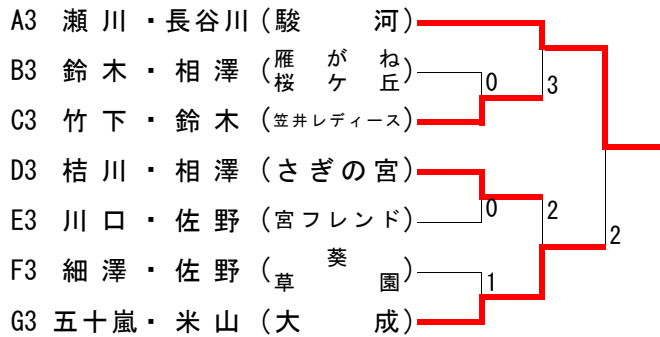 A3 瀬川・長谷川（駿河）
B3 鈴木・相澤（雁がね桜ケ丘）
0
3
C3 竹下・鈴木（笠井レディース）
D3 桔川・相澤（さぎの宮）
E3 川口・佐野（宮フレンド）
0
2
2
F3 細澤・佐野（葵草園）
1
G3 五十嵐・米山（大成）